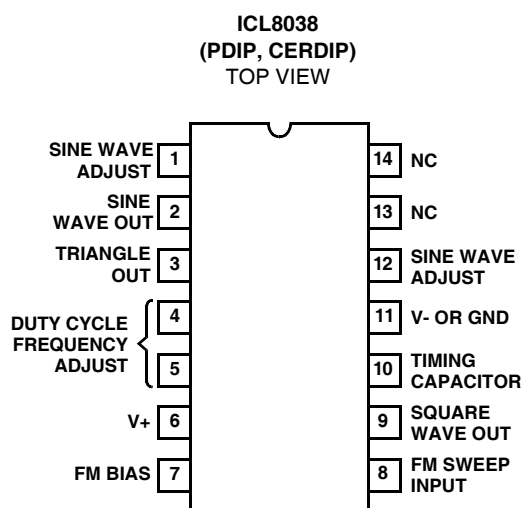 ICL8038
(PDIP, CERDIP)
TOP VIEW
SINE WAVE
ADJUST
1
SINE
WAVE OUT
2
TRIANGLE
OUT
3
DUTY CYCLE
FREQUENCY
ADJUST
4
5
V+
6
FM BIAS
7
14
NC
13
NC
12
SINE WAVE
ADJUST
11
V- OR GND
10
TIMING
CAPACITOR
9
SQUARE
WAVE OUT
8
FM SWEEP
INPUT